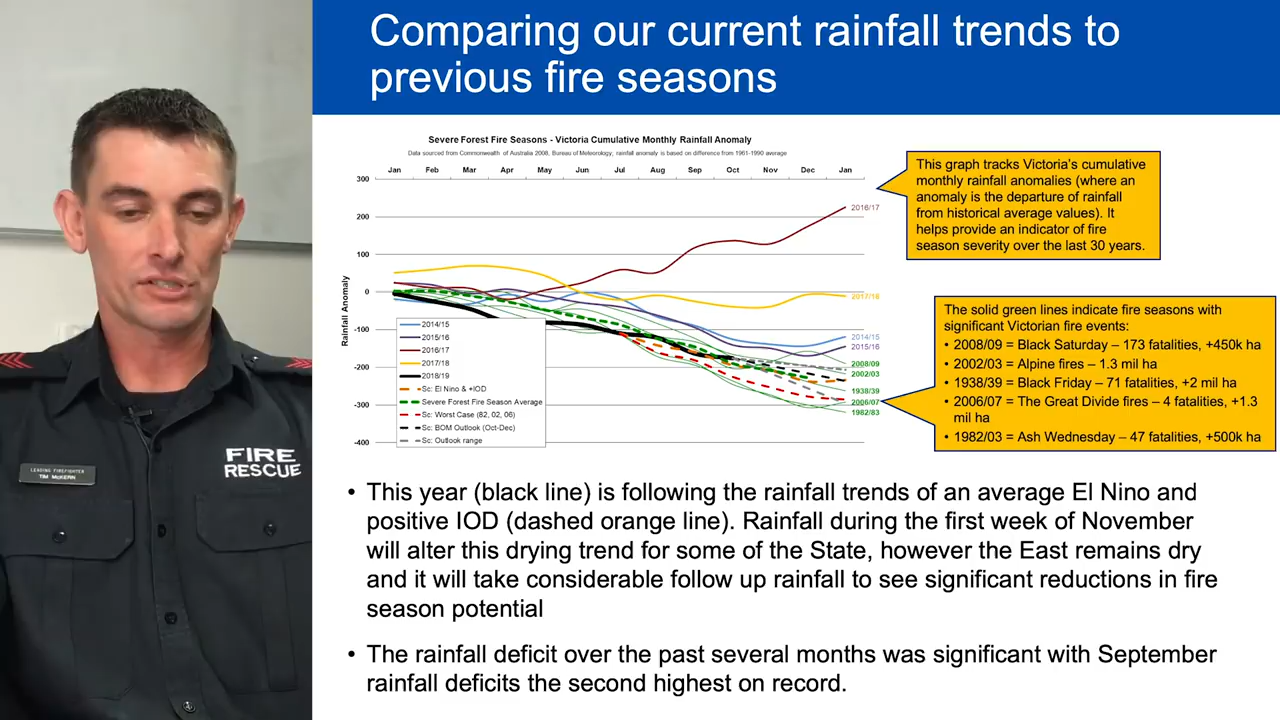 Comparing our current rainfall trends to
previous fire seasons
Severe Forest Fire Seasons - Victoria Cumulative Monthly Rainfall Anomaly
Data sourced from Commonwealth of Australia 2008, Bureau of Meteorology, rainfall anomaly is based on difference from 1961-1990 average
Jan Feb Mar Apr May Jun Jul Aug Sep Oct Nov Dec Jan
300
200
100
0
-100
-200
-300
-400
Rainfall Anomaly
2016/17
2017/18
2014/15
2015/16
2008/09
2002/03
1938/39
2006/07
1982/83
2014/15
2015/16
2016/17
2017/18
2018/19
Sc: El Nino & +IOD
Severe Forest Fire Season Average
Sc: Worst Case (82, 02, 06)
Sc: BOM Outlook (Oct-Dec)
Sc: Outlook range
This graph tracks Victoria's cumulative
monthly rainfall anomalies (where an
anomaly is the departure of rainfall
from historical average values). It
helps provide an indicator of fire
season severity over the last 30 years.
The solid green lines indicate fire seasons with
significant Victorian fire events:
• 2008/09 = Black Saturday – 173 fatalities, +450k ha
• 2002/03 = Alpine fires – 1.3 mil ha
• 1938/39 = Black Friday – 71 fatalities, +2 mil ha
• 2006/07 = The Great Divide fires – 4 fatalities, +1.3
mil ha
• 1982/03 = Ash Wednesday – 47 fatalities, +500k ha
• This year (black line) is following the rainfall trends of an average El Nino and
positive IOD (dashed orange line). Rainfall during the first week of November
will alter this drying trend for some of the State, however the East remains dry
and it will take considerable follow up rainfall to see significant reductions in fire
season potential
• The rainfall deficit over the past several months was significant with September
rainfall deficits the second highest on record.
LEADING FIREFIGHTER
TIM McKERN
FIRE
RESCUE